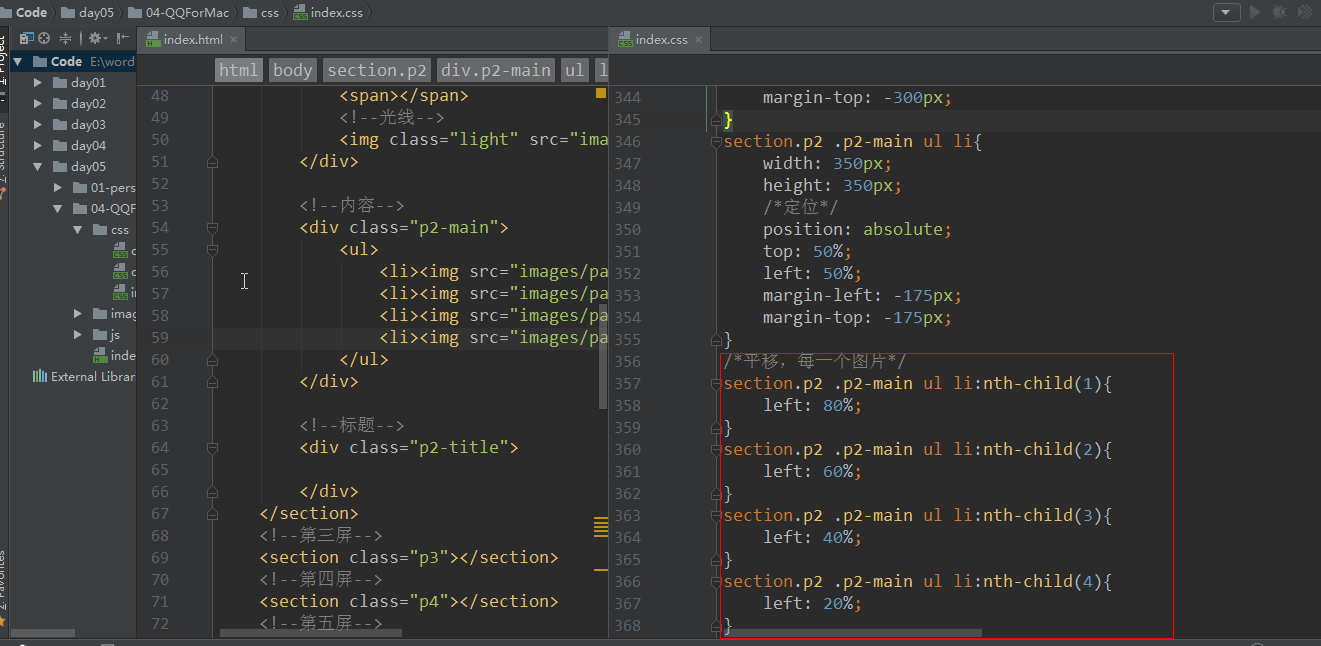 Code day05 04-QQForMac css index.css
index.html
index.css
Code E:\word
day01
day02
day03
day04
day05
01-pers
04-QQF
css
imag
js
inde
External Librar
html body section.p2 div.p2-main ul l
48 <span></span>
49 <!--光线-->
50 <img class="light" src="ima
51 </div>
52
53 <!--内容-->
54 <div class="p2-main">
55 <ul>
56 <li><img src="images/pa
57 <li><img src="images/pa
58 <li><img src="images/pa
59 <li><img src="images/pa
60 </ul>
61 </div>
62
63 <!--标题-->
64 <div class="p2-title">
65
66 </div>
67 </section>
68 <!--第三屏-->
69 <section class="p3"></section>
70 <!--第四屏-->
71 <section class="p4"></section>
72 <!--第五屏-->
344 margin-top: -300px;
345 }
346 section.p2 .p2-main ul li{
347 width: 350px;
348 height: 350px;
349 /*定位*/
350 position: absolute;
351 top: 50%;
352 left: 50%;
353 margin-left: -175px;
354 margin-top: -175px;
355 }
356 /*平移，每一个图片*/
357 section.p2 .p2-main ul li:nth-child(1){
358 left: 80%;
359 }
360 section.p2 .p2-main ul li:nth-child(2){
361 left: 60%;
362 }
363 section.p2 .p2-main ul li:nth-child(3){
364 left: 40%;
365 }
366 section.p2 .p2-main ul li:nth-child(4){
367 left: 20%;
368 }